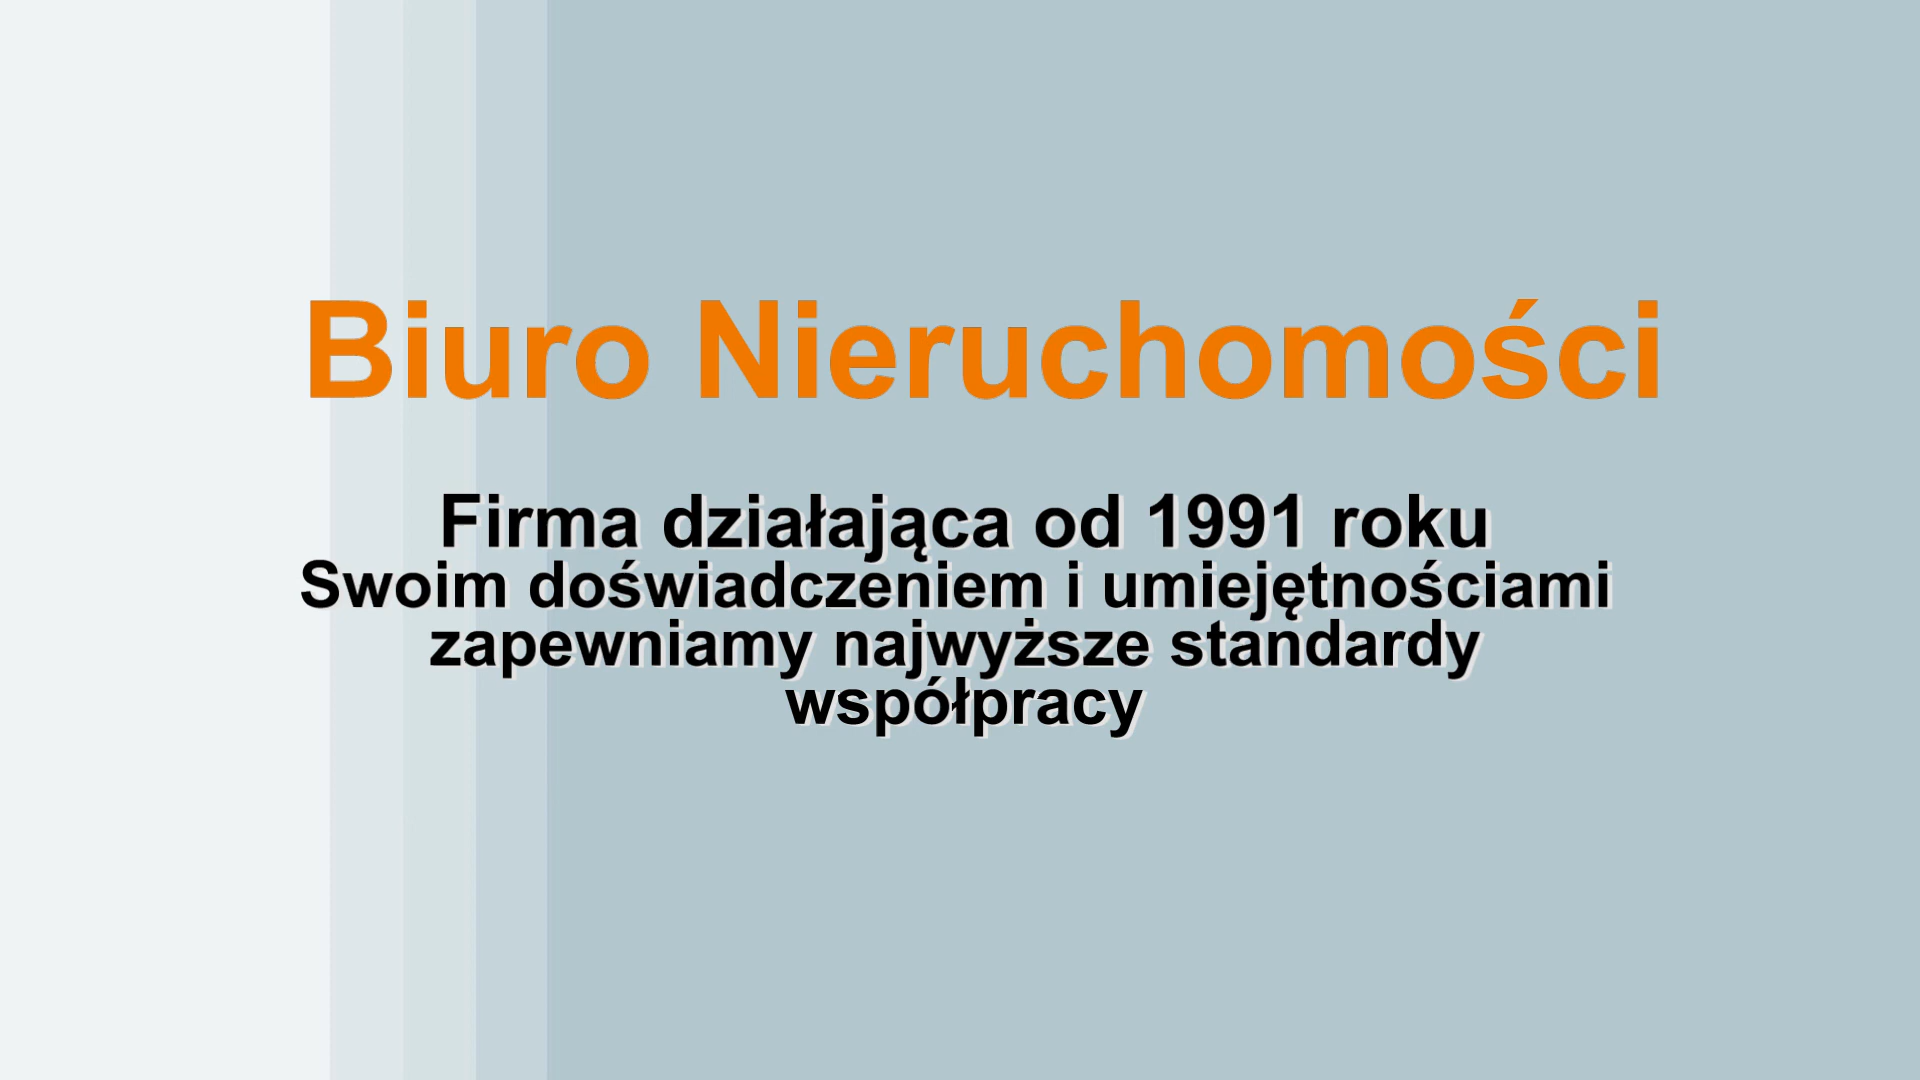 Biuro Nieruchomości
Firma działająca od 1991 roku
Swoim doświadczeniem i umiejętnościami
zapewniamy najwyższe standardy
współpracy